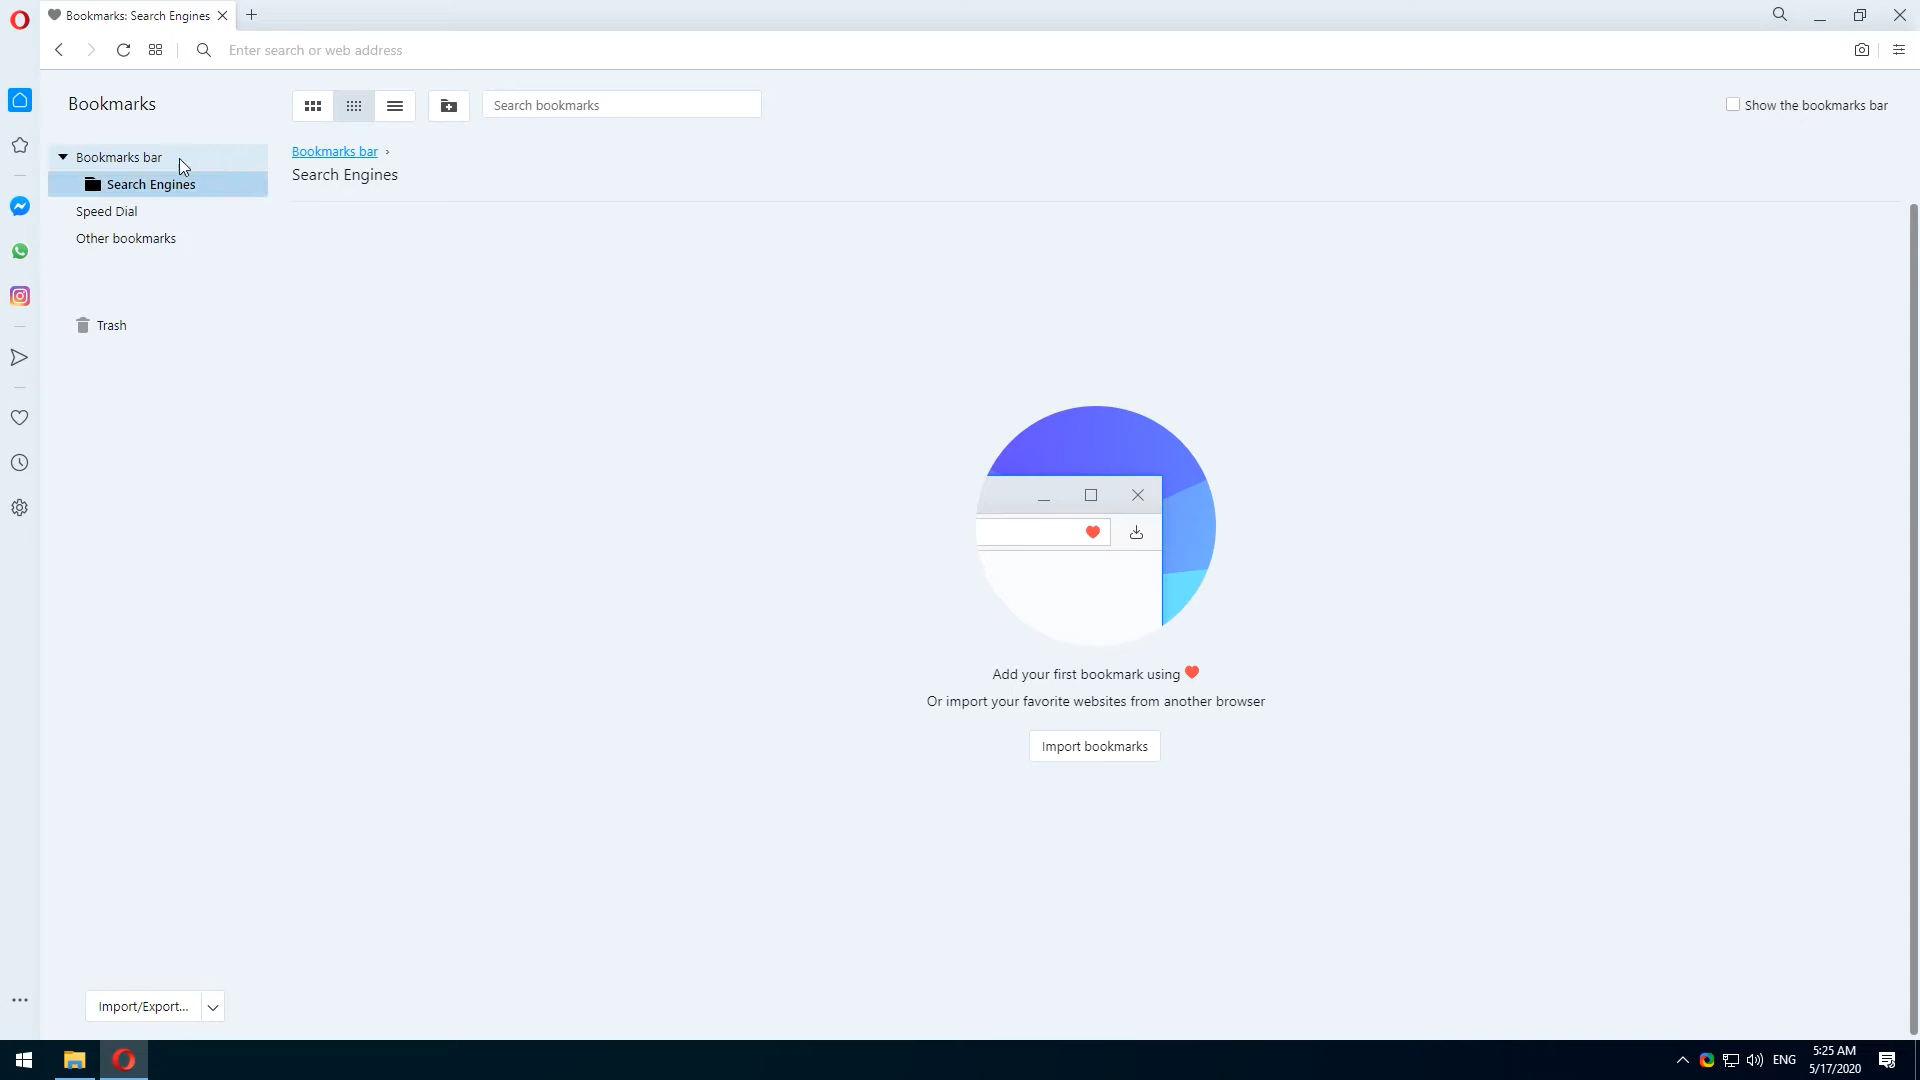 Bookmarks: Search Engines
Enter search or web address
Bookmarks
Search bookmarks
Show the bookmarks bar
Bookmarks bar
Search Engines
Speed Dial
Other bookmarks
Trash
Bookmarks bar ›
Search Engines
Add your first bookmark using
Or import your favorite websites from another browser
Import bookmarks
Import/Export...
ENG
5:25 AM
5/17/2020